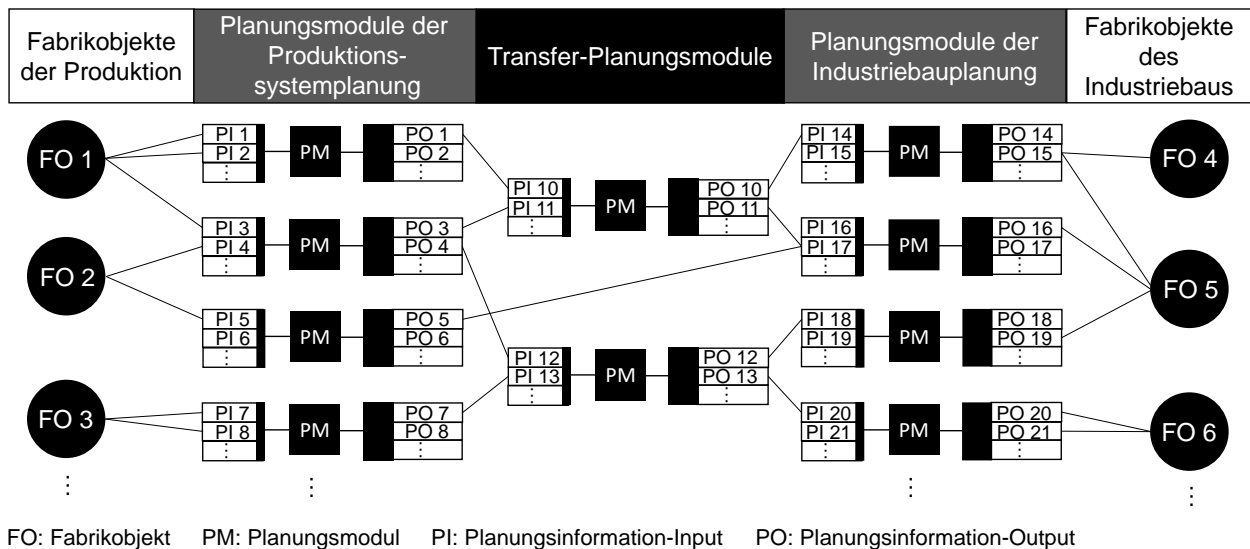 Fabrikobjekte
der Produktion
Planungsmodule der
Produktions-
systemplanung
Transfer-Planungsmodule
Planungsmodule der
Industriebauplanung
Fabrikobjekte
des
Industriebaus
FO 1
FO 2
FO 3
⋮
PI 1
PI 2
⋮
PM
PO 1
PO 2
⋮
PI 3
PI 4
⋮
PM
PO 3
PO 4
⋮
PI 5
PI 6
⋮
PM
PO 5
PO 6
⋮
PI 7
PI 8
⋮
PM
PO 7
PO 8
⋮
⋮
PI 10
PI 11
⋮
PM
PO 10
PO 11
⋮
PI 12
PI 13
⋮
PM
PO 12
PO 13
⋮
PI 14
PI 15
⋮
PM
PO 14
PO 15
⋮
PI 16
PI 17
⋮
PM
PO 16
PO 17
⋮
PI 18
PI 19
⋮
PM
PO 18
PO 19
⋮
PI 20
PI 21
⋮
PM
PO 20
PO 21
⋮
⋮
FO 4
FO 5
FO 6
⋮
FO: Fabrikobjekt PM: Planungsmodul PI: Planungsinformation-Input PO: Planungsinformation-Output